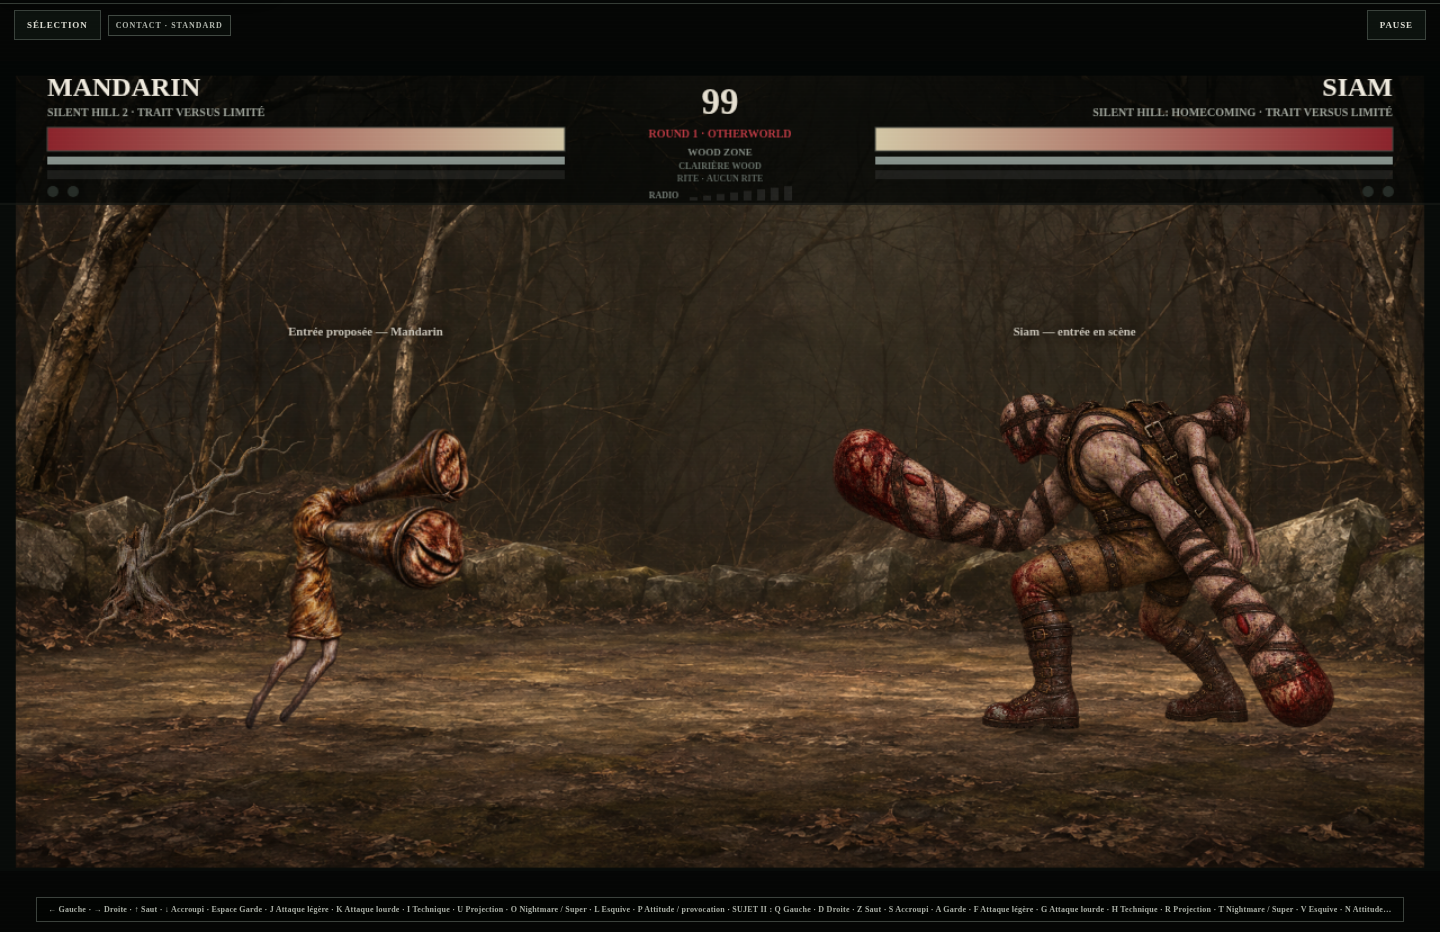 SÉLECTION
CONTACT · STANDARD
PAUSE
MANDARIN
SILENT HILL 2 · TRAIT VERSUS LIMITÉ
99
ROUND 1 · OTHERWORLD
WOOD ZONE
CLAIRIÈRE WOOD
RITE · AUCUN RITE
RADIO
SIAM
SILENT HILL: HOMECOMING · TRAIT VERSUS LIMITÉ
Entrée proposée — Mandarin
Siam — entrée en scène
← Gauche · → Droite · ↑ Saut · ↓ Accroupi · Espace Garde · J Attaque légère · K Attaque lourde · I Technique · U Projection · O Nightmare / Super · L Esquive · P Attitude / provocation · SUJET II : Q Gauche · D Droite · Z Saut · S Accroupi · A Garde · F Attaque légère · G Attaque lourde · H Technique · R Projection · T Nightmare / Super · V Esquive · N Attitude…